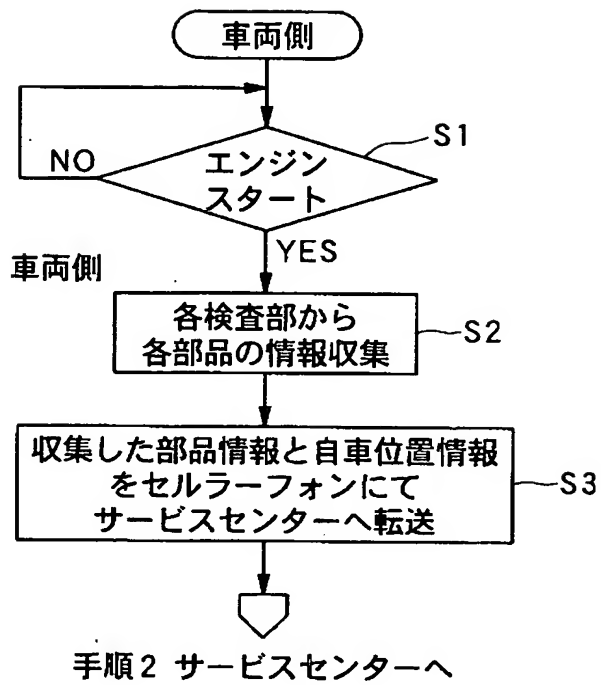 車両側
S1
エンジン
スタート
NO
YES
車両側
各検査部から
各部品の情報収集
S2
収集した部品情報と自車位置情報
をセルラーフォンにて
サービスセンターへ転送
S3
手順2 サービスセンターへ